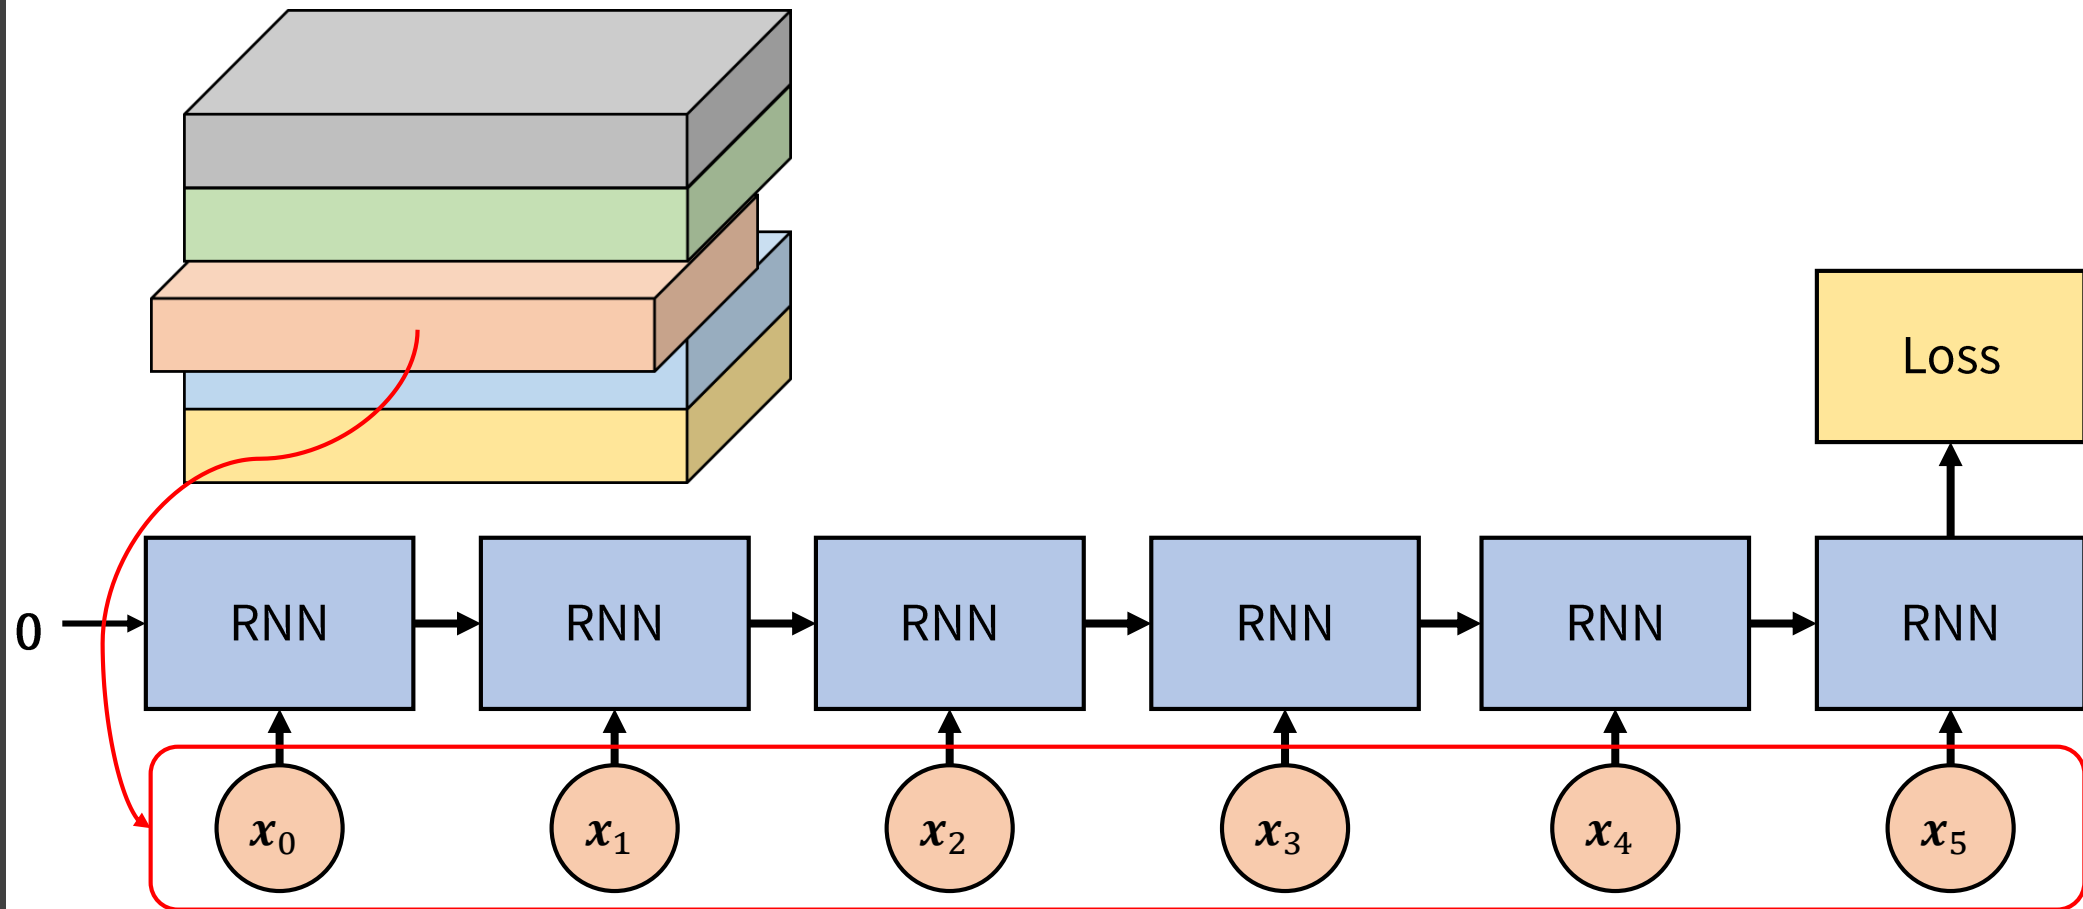 Loss
0 RNN RNN RNN RNN RNN RNN
x₀ x₁ x₂ x₃ x₄ x₅